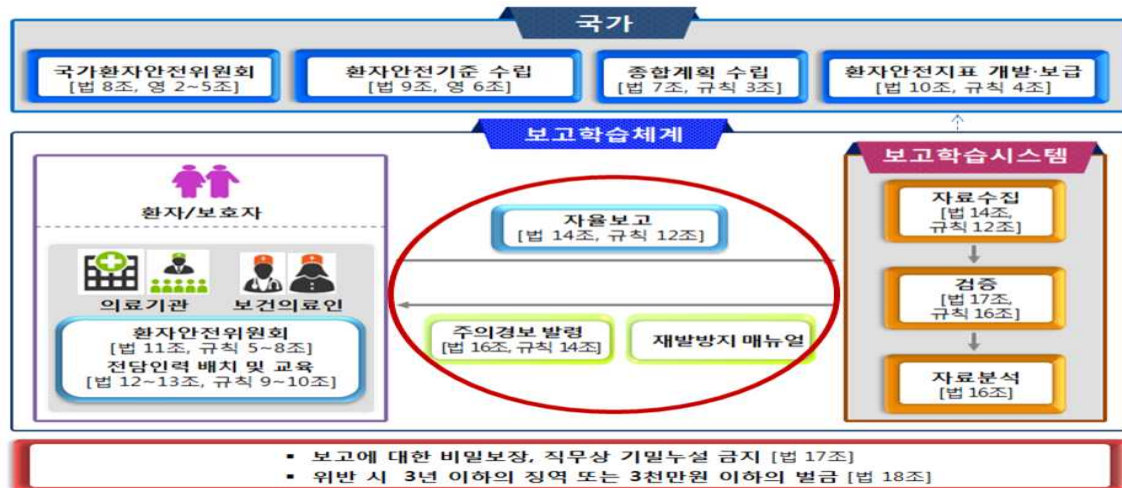 국가
국가환자안전위원회
[법 8조, 영 2~5조]
환자안전기준 수립
[법 9조, 영 6조]
종합계획 수립
[법 7조, 규칙 3조]
환자안전지표 개발·보급
[법 10조, 규칙 4조]
보고학습체계
환자/보호자
의료기관
보건의료인
환자안전위원회
[법 11조, 규칙 5~8조]
전담인력 배치 및 교육
[법 12~13조, 규칙 9~10조]
자율보고
[법 14조, 규칙 12조]
주의경보 발령
[법 16조, 규칙 14조]
재발방지 매뉴얼
보고학습시스템
자료수집
[법 14조,
규칙 12조]
검증
[법 17조,
규칙 16조]
자료분석
[법 16조]
▪ 보고에 대한 비밀보장, 직무상 기밀누설 금지 [법 17조]
▪ 위반 시 3년 이하의 징역 또는 3천만원 이하의 벌금 [법 18조]